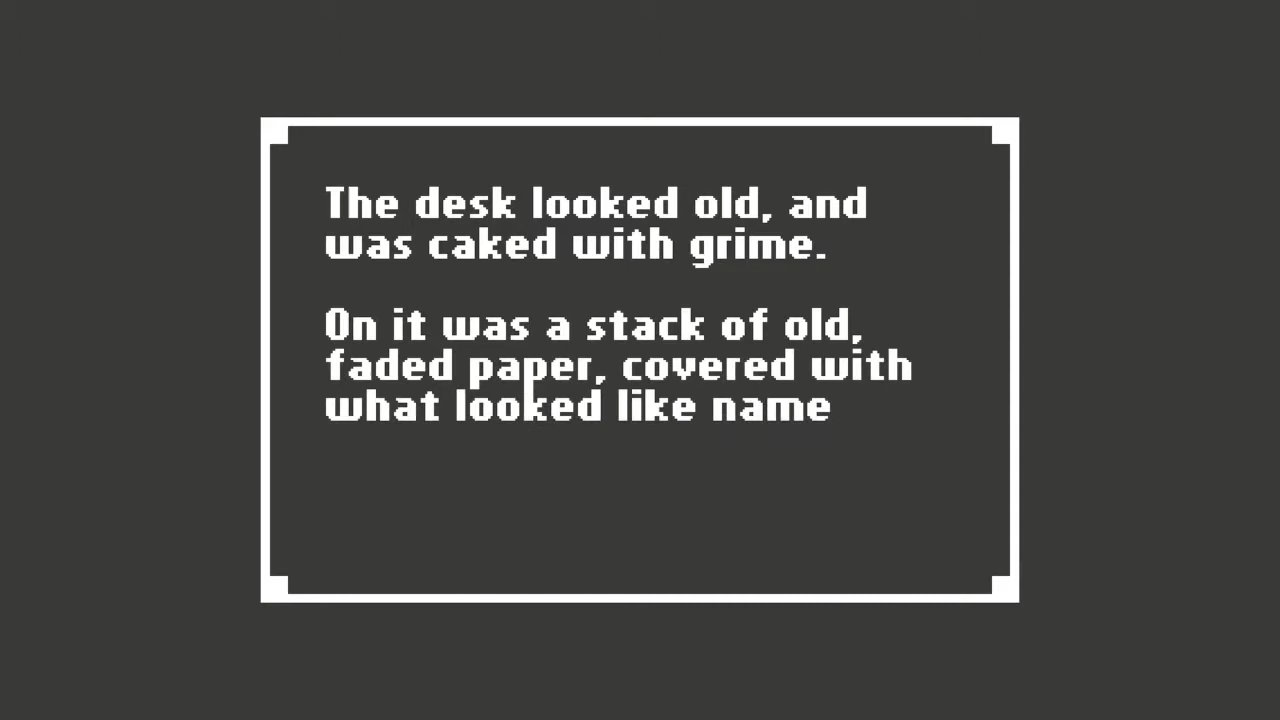 The desk looked old, and
was caked with grime.
On it was a stack of old,
faded paper, covered with
what looked like name